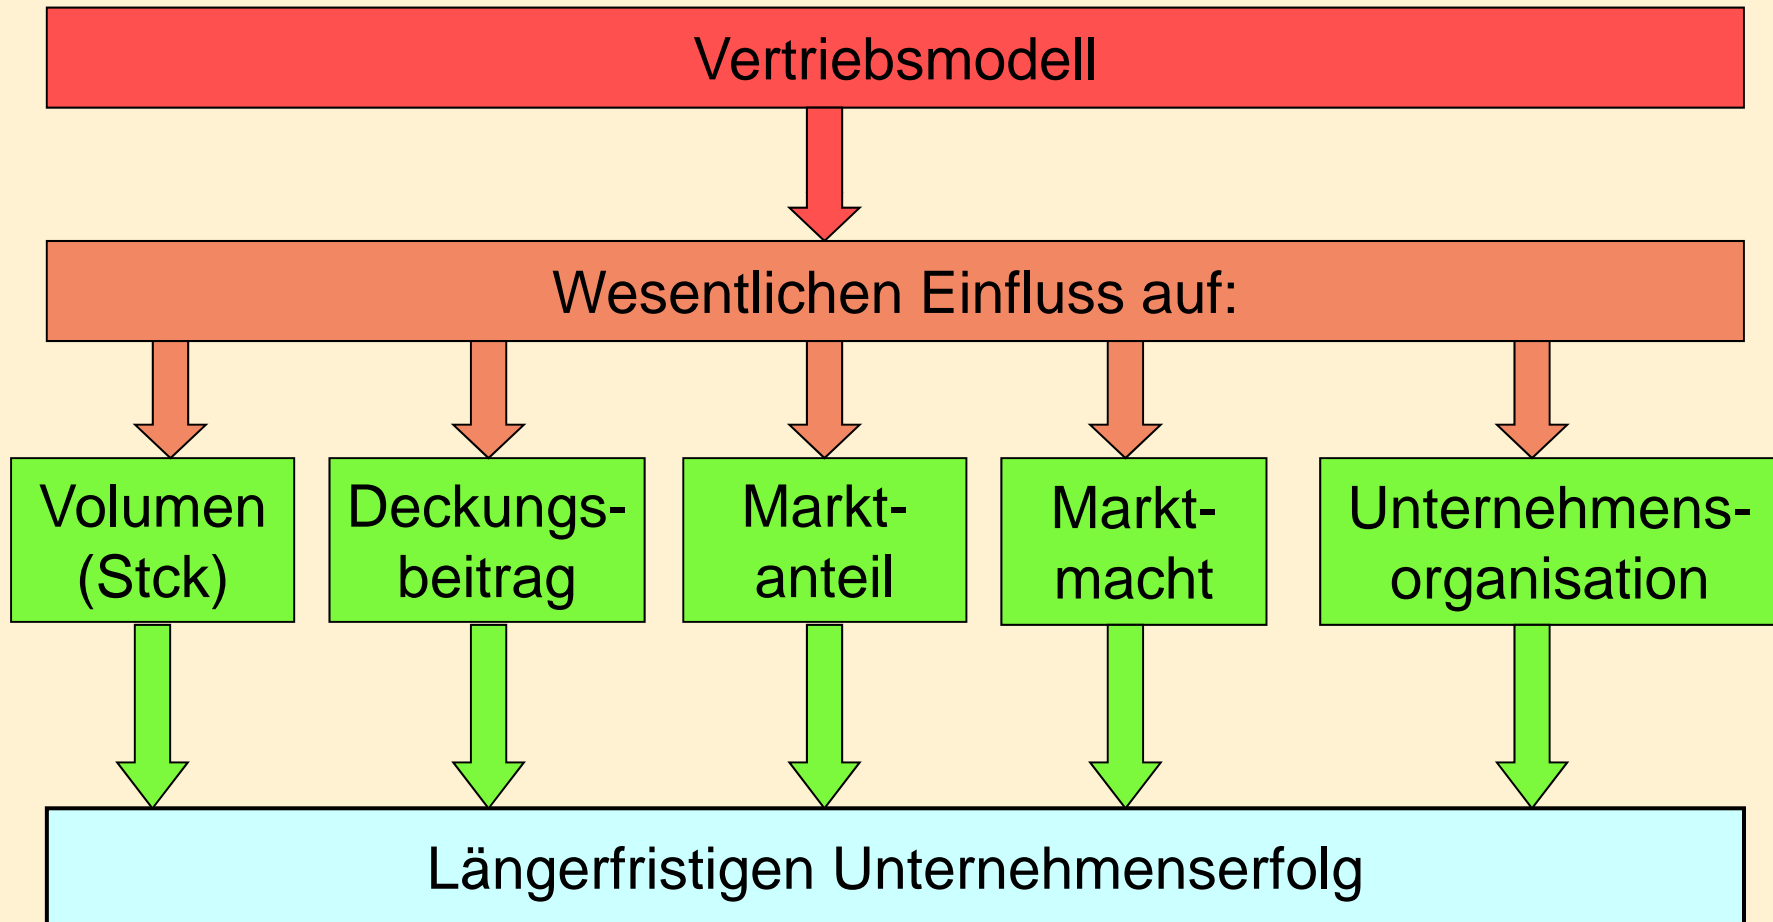 Vertriebsmodell
Wesentlichen Einfluss auf:
Volumen
(Stck)
Deckungs-
beitrag
Markt-
anteil
Markt-
macht
Unternehmens-
organisation
Längerfristigen Unternehmenserfolg